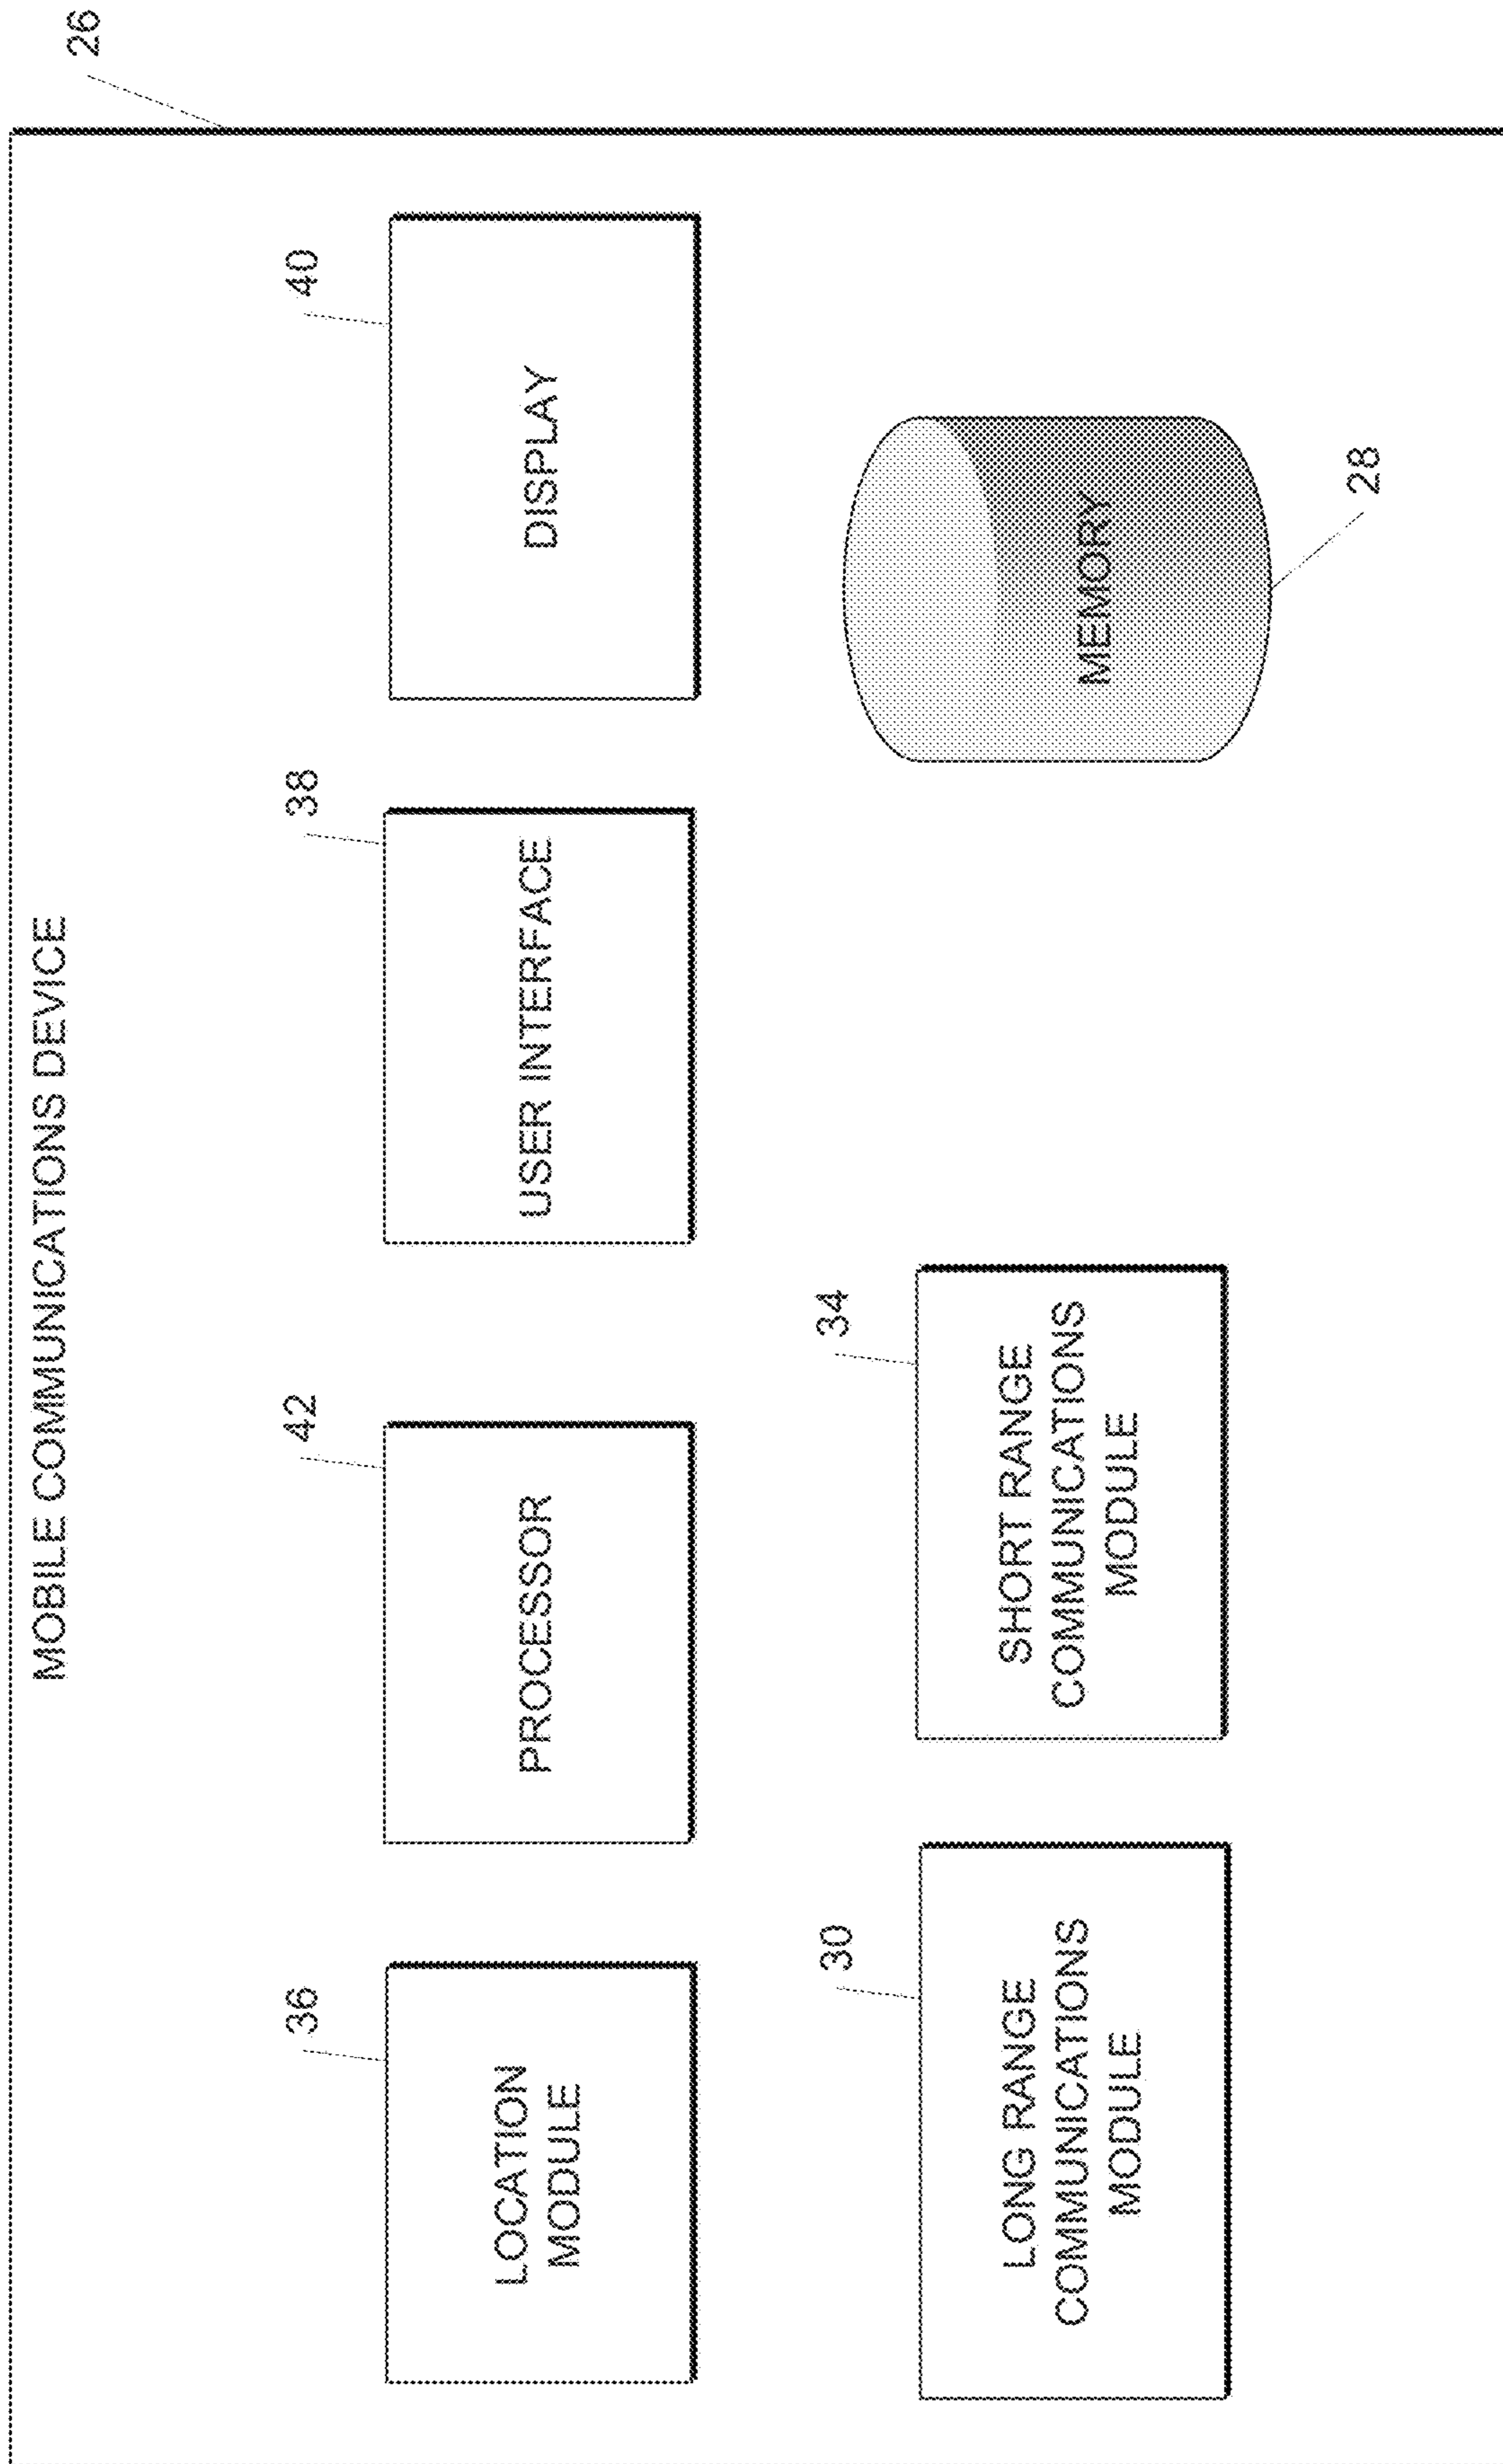 MOBILE COMMUNICATIONS DEVICE
26
36
42
38
40
LOCATION
MODULE
PROCESSOR
USER INTERFACE
DISPLAY
30
34
LONG RANGE
COMMUNICATIONS
MODULE
SHORT RANGE
COMMUNICATIONS
MODULE
MEMORY
28